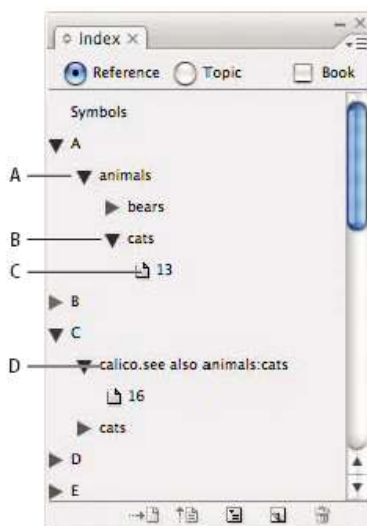 Index
Reference Topic Book
Symbols
A
A animals
bears
B cats
C 13
B
C
D calico.see also animals:cats
16
cats
D
E